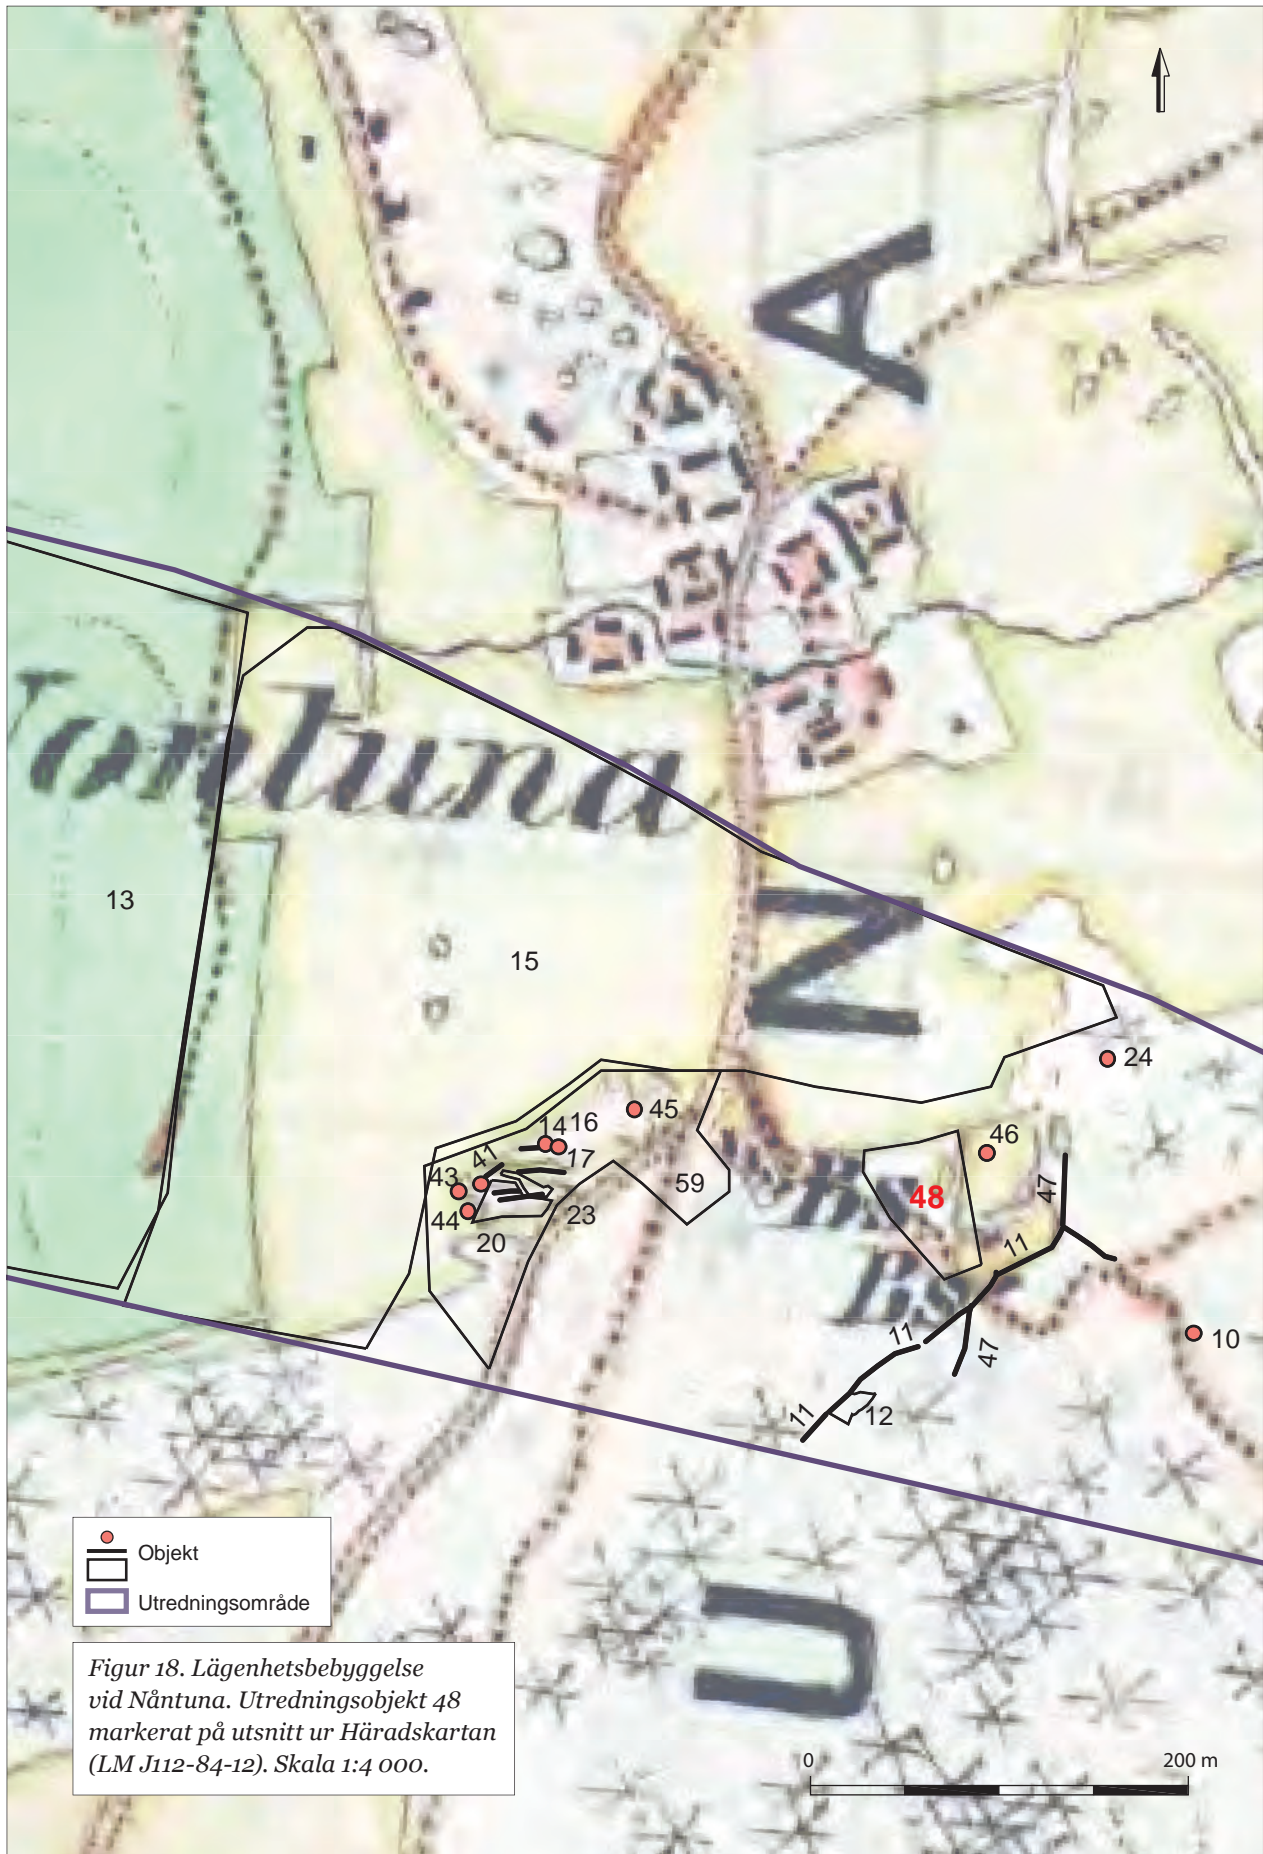 A
Nontuna
13
15
N
24
45
16
14
46
17
41
43
59
48
47
44
23
20
11
10
11
47
11
12
U
Objekt
Utredningsområde
Figur 18. Lägenhetsbebyggelse
vid Nåntuna. Utredningsobjekt 48
markerat på utsnitt ur Häradskartan
(LM J112-84-12). Skala 1:4 000.
0 200 m